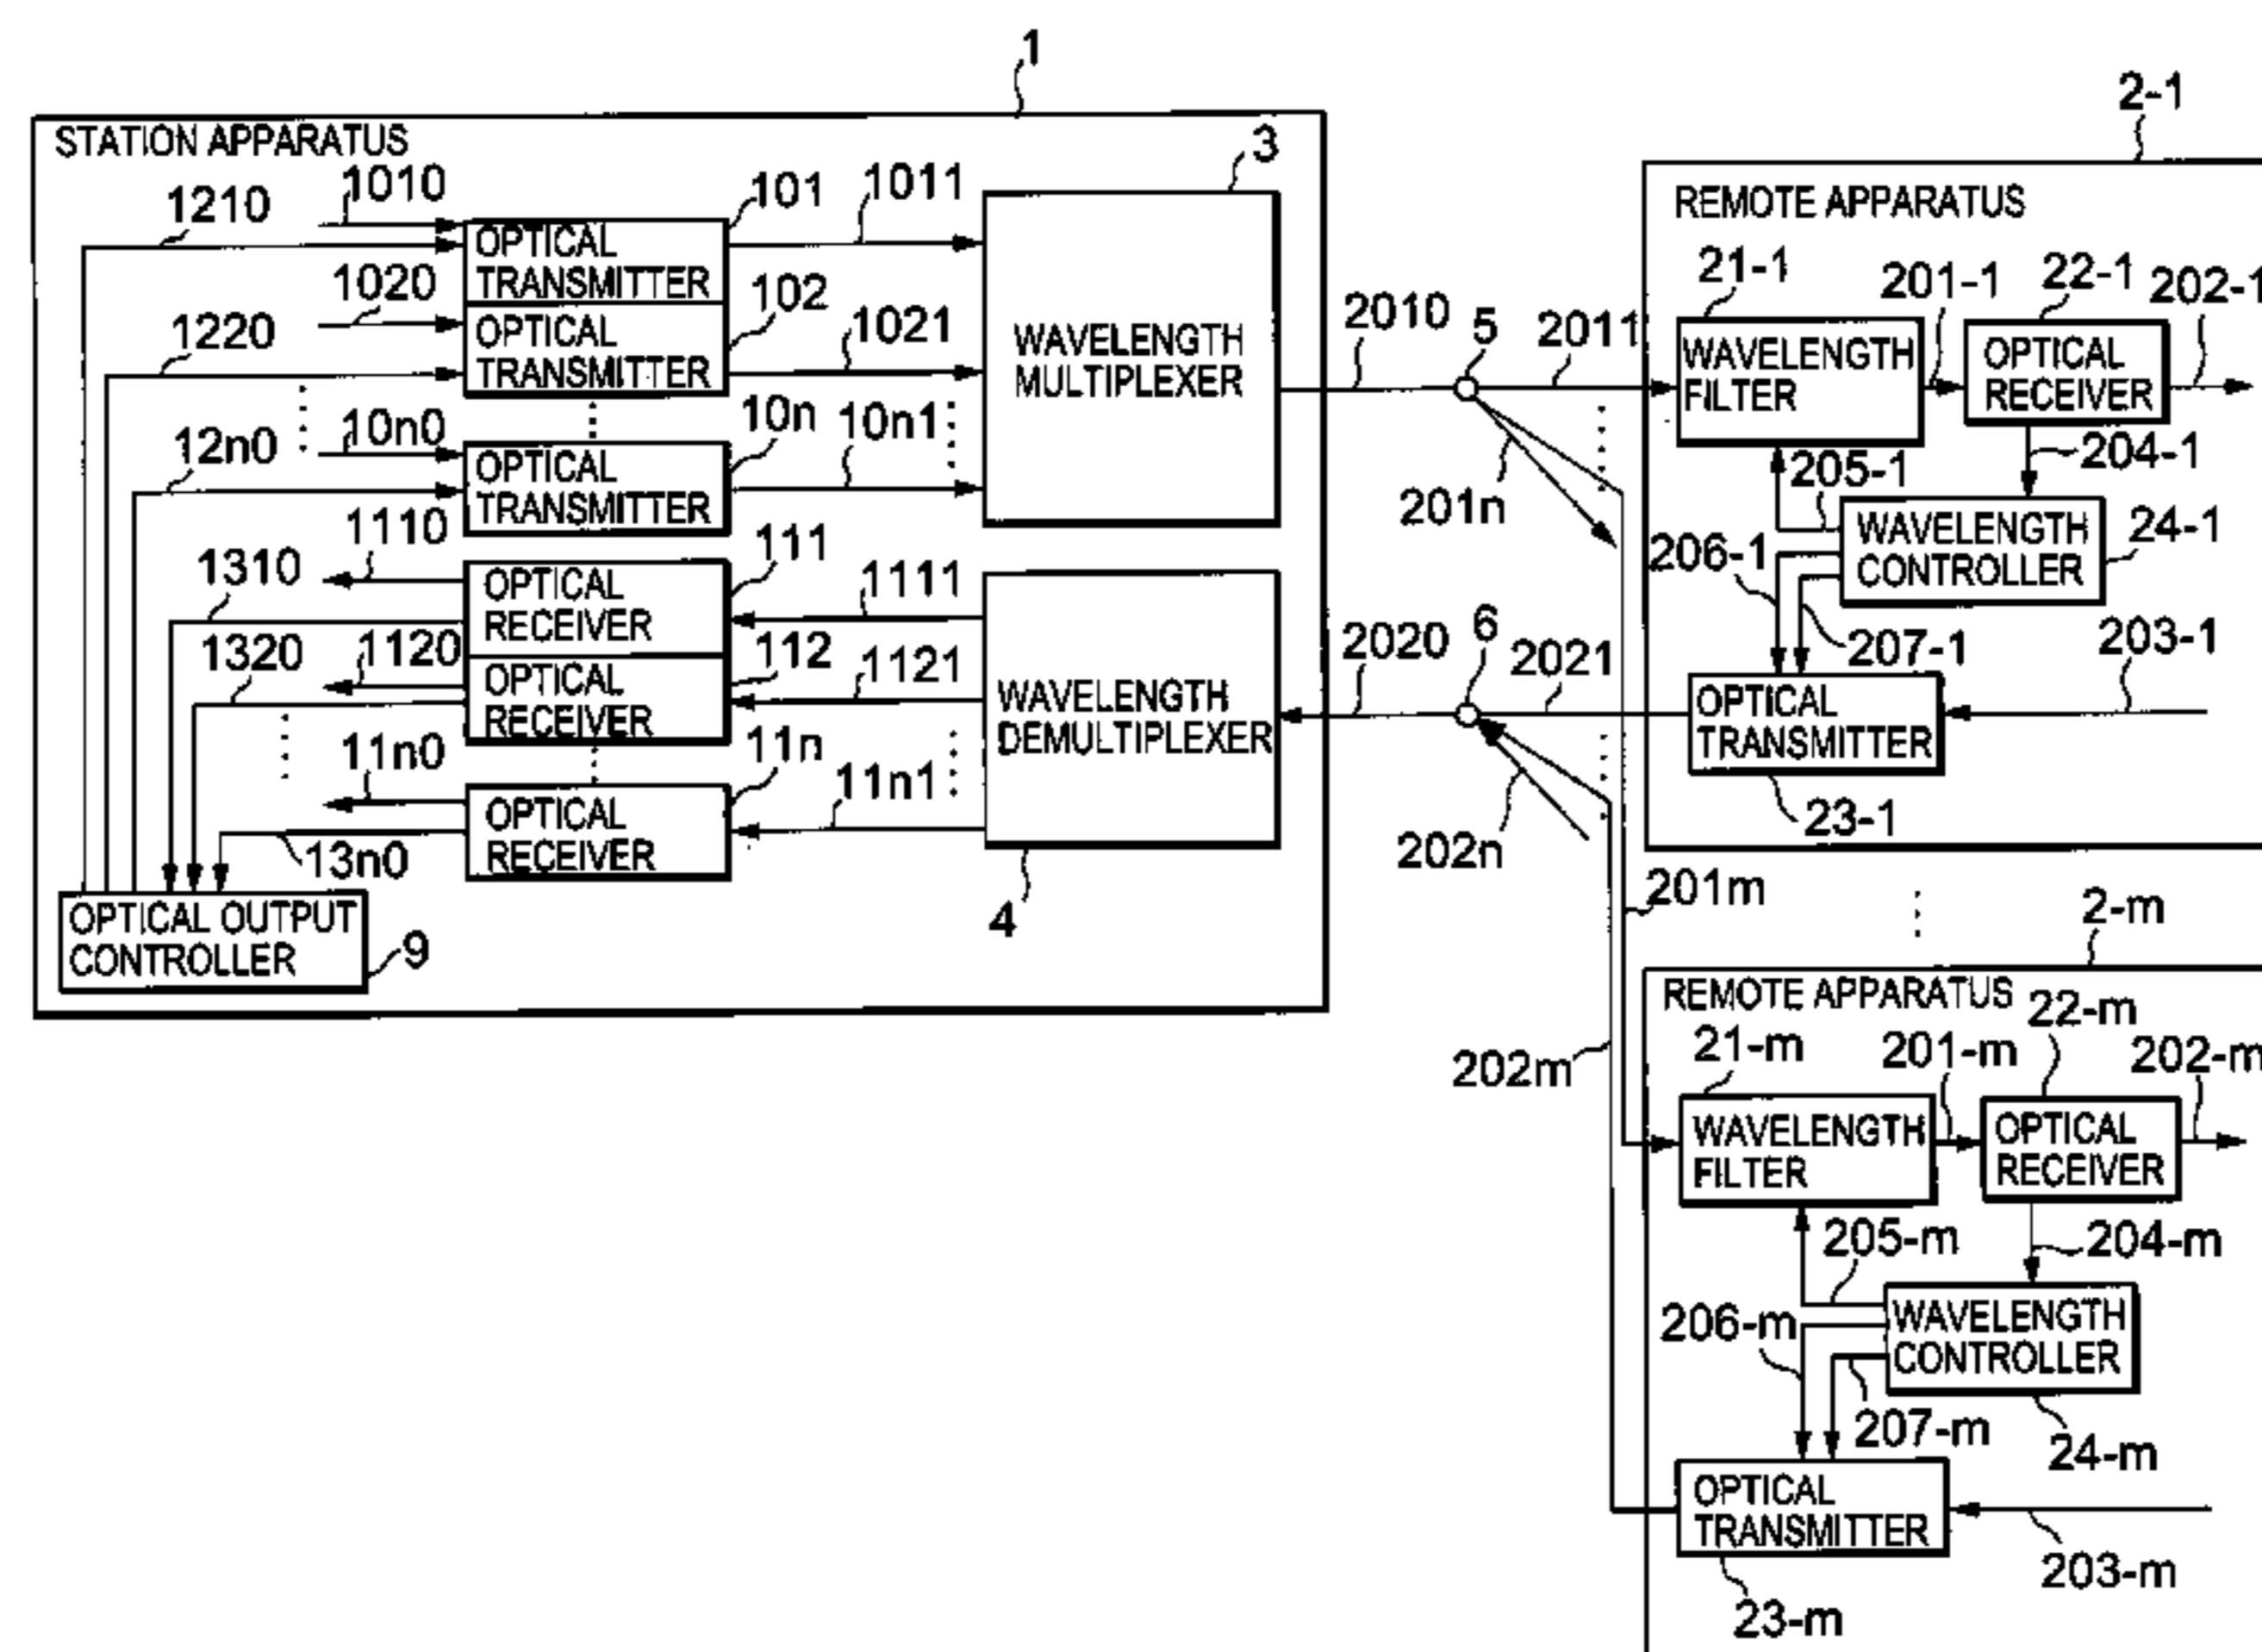 1
2-1
STATION APPARATUS
3
REMOTE APPARATUS
1210
1010
101
1011
21-1
201-1
22-1
202-1
OPTICAL
TRANSMITTER
1020
102
1220
OPTICAL
TRANSMITTER
1021
WAVELENGTH
MULTIPLEXER
2010
5
2011
WAVELENGTH
FILTER
OPTICAL
RECEIVER
12n0
10n0
10n
10n1
OPTICAL
TRANSMITTER
201n
205-1
204-1
1110
111
1310
OPTICAL
RECEIVER
1111
206-1
WAVELENGTH
CONTROLLER
24-1
1320
1120
112
1121
2020
6
2021
207-1
203-1
OPTICAL
RECEIVER
WAVELENGTH
DEMULTIPLEXER
OPTICAL
TRANSMITTER
11n0
11n
11n1
OPTICAL
RECEIVER
23-1
202n
13n0
201m
2-m
OPTICAL OUTPUT
CONTROLLER
9
4
REMOTE APPARATUS
22-m
21-m
201-m
202-m
202m
WAVELENGTH
FILTER
OPTICAL
RECEIVER
205-m
204-m
206-m
WAVELENGTH
CONTROLLER
207-m
24-m
OPTICAL
TRANSMITTER
203-m
23-m